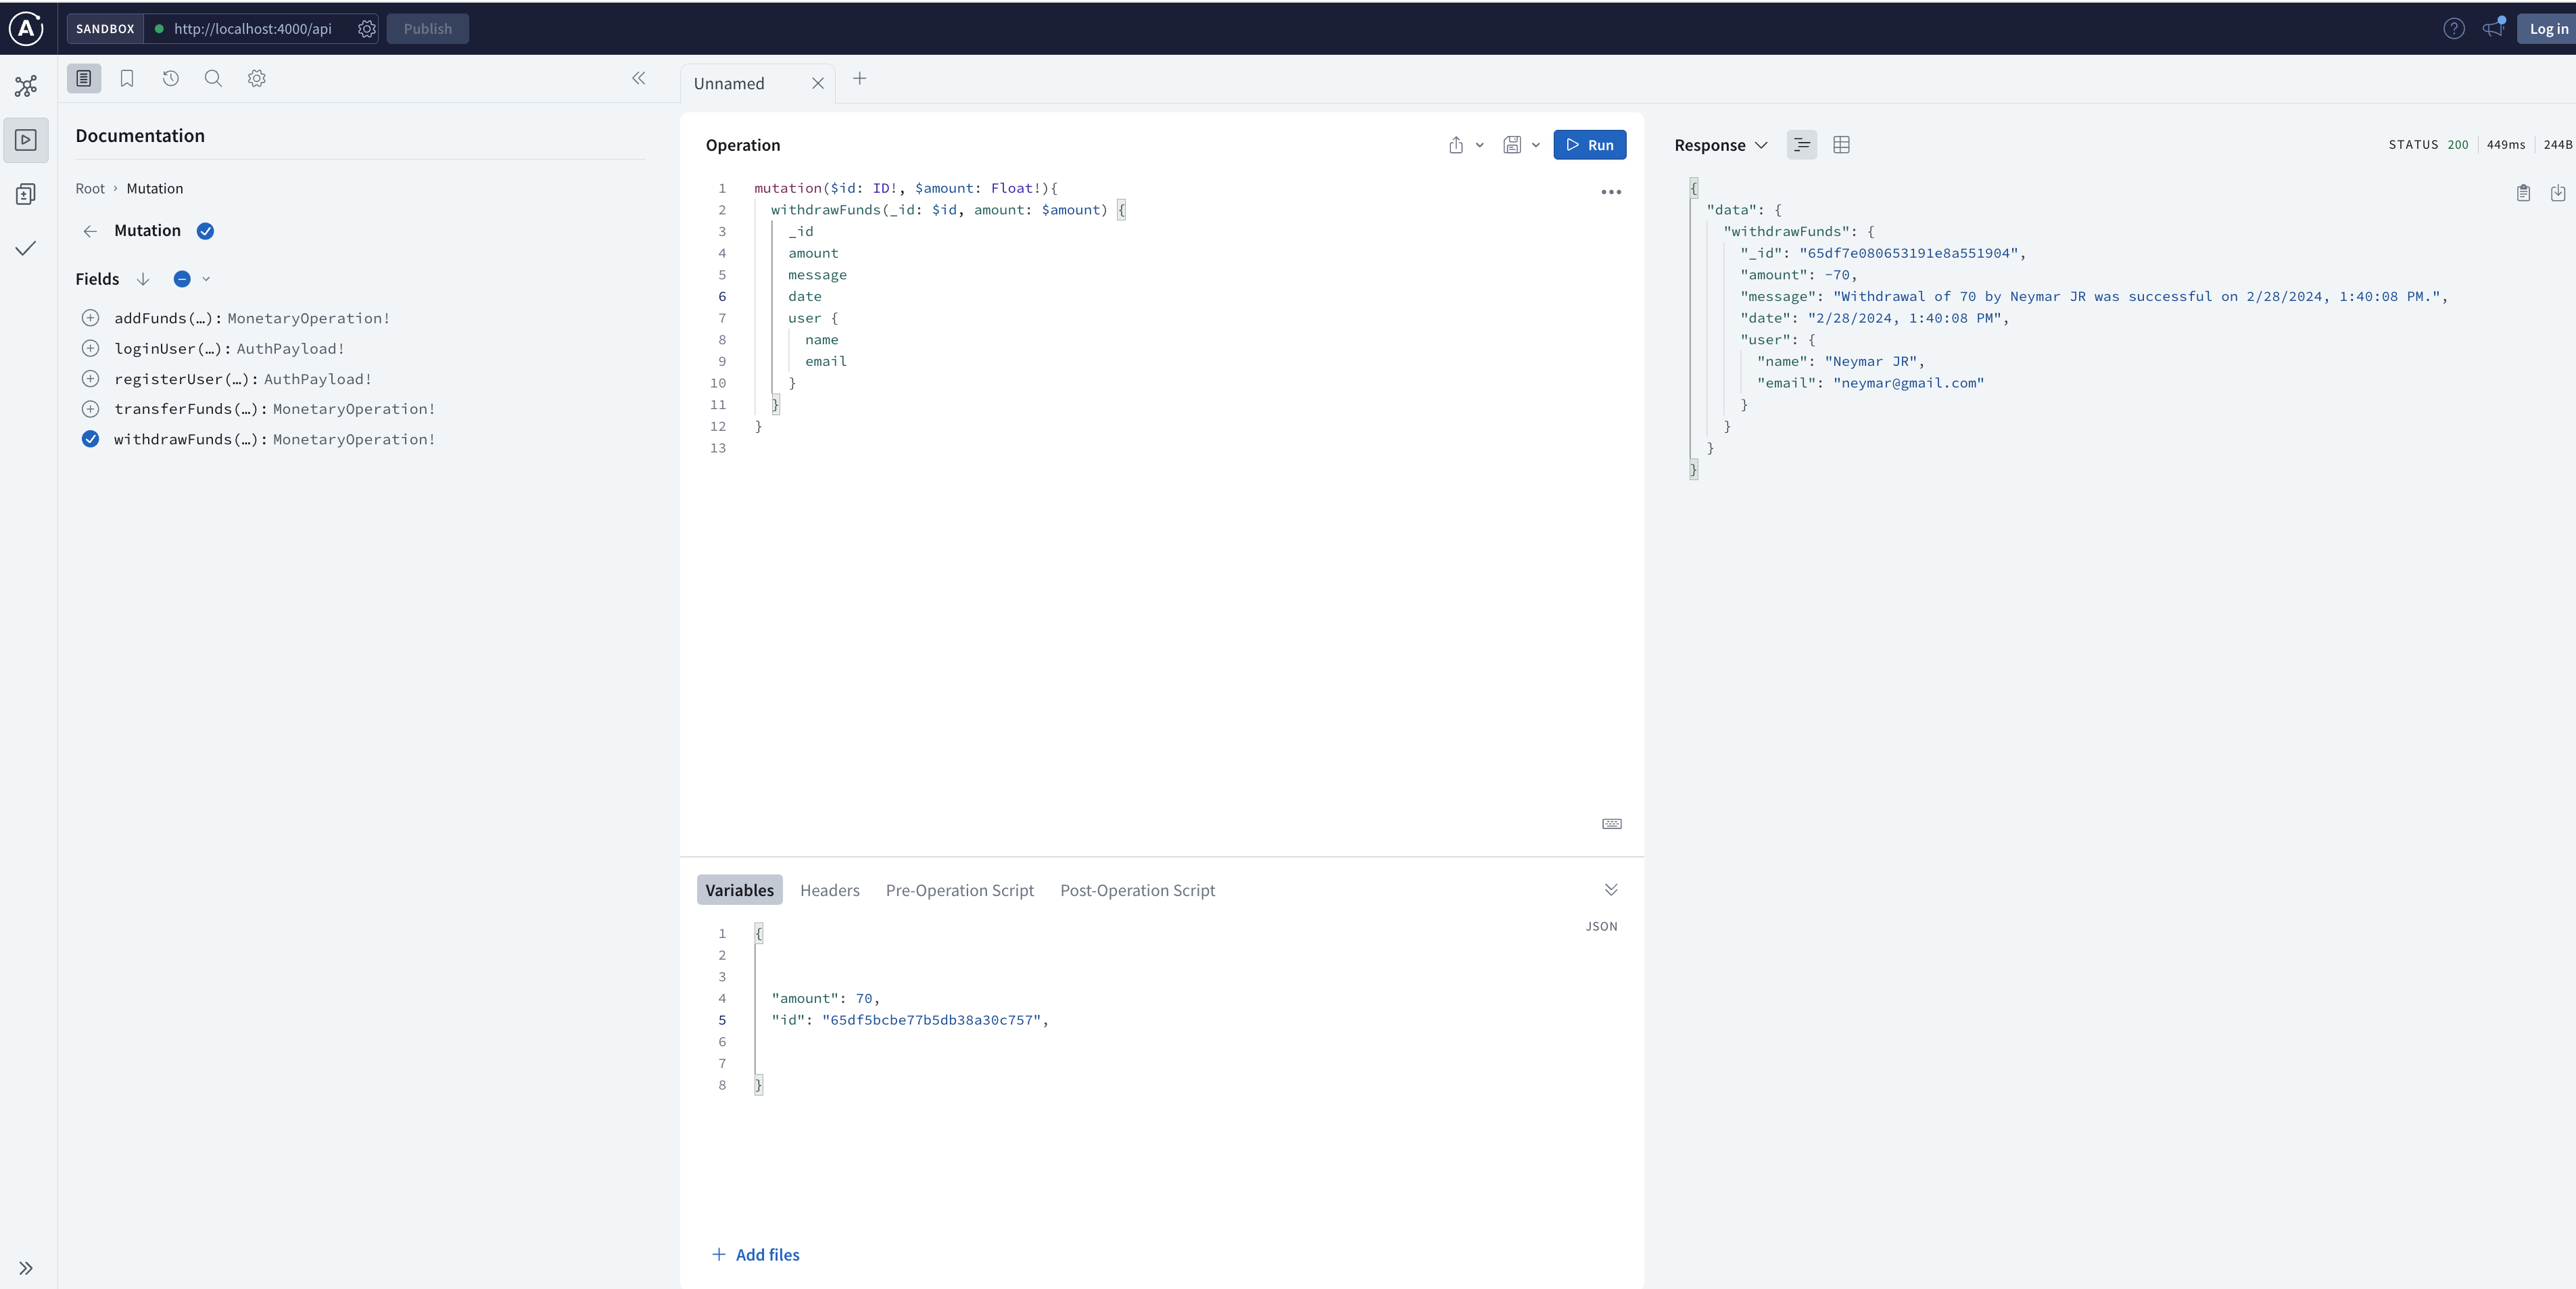 SANDBOX http://localhost:4000/api Publish Log in
Documentation
Root › Mutation
Mutation
Fields
addFunds(…): MonetaryOperation!
loginUser(…): AuthPayload!
registerUser(…): AuthPayload!
transferFunds(…): MonetaryOperation!
withdrawFunds(…): MonetaryOperation!
Unnamed
Operation Run
1 mutation($id: ID!, $amount: Float!){
2 withdrawFunds(_id: $id, amount: $amount) {
3 _id
4 amount
5 message
6 date
7 user {
8 name
9 email
10 }
11 }
12 }
13
Variables Headers Pre-Operation Script Post-Operation Script
JSON
1 {
2
3
4 "amount": 70,
5 "id": "65df5bcbe77b5db38a30c757",
6
7
8 }
Add files
Response STATUS 200 449ms 244B
{
"data": {
"withdrawFunds": {
"_id": "65df7e080653191e8a551904",
"amount": -70,
"message": "Withdrawal of 70 by Neymar JR was successful on 2/28/2024, 1:40:08 PM.",
"date": "2/28/2024, 1:40:08 PM",
"user": {
"name": "Neymar JR",
"email": "neymar@gmail.com"
}
}
}
}